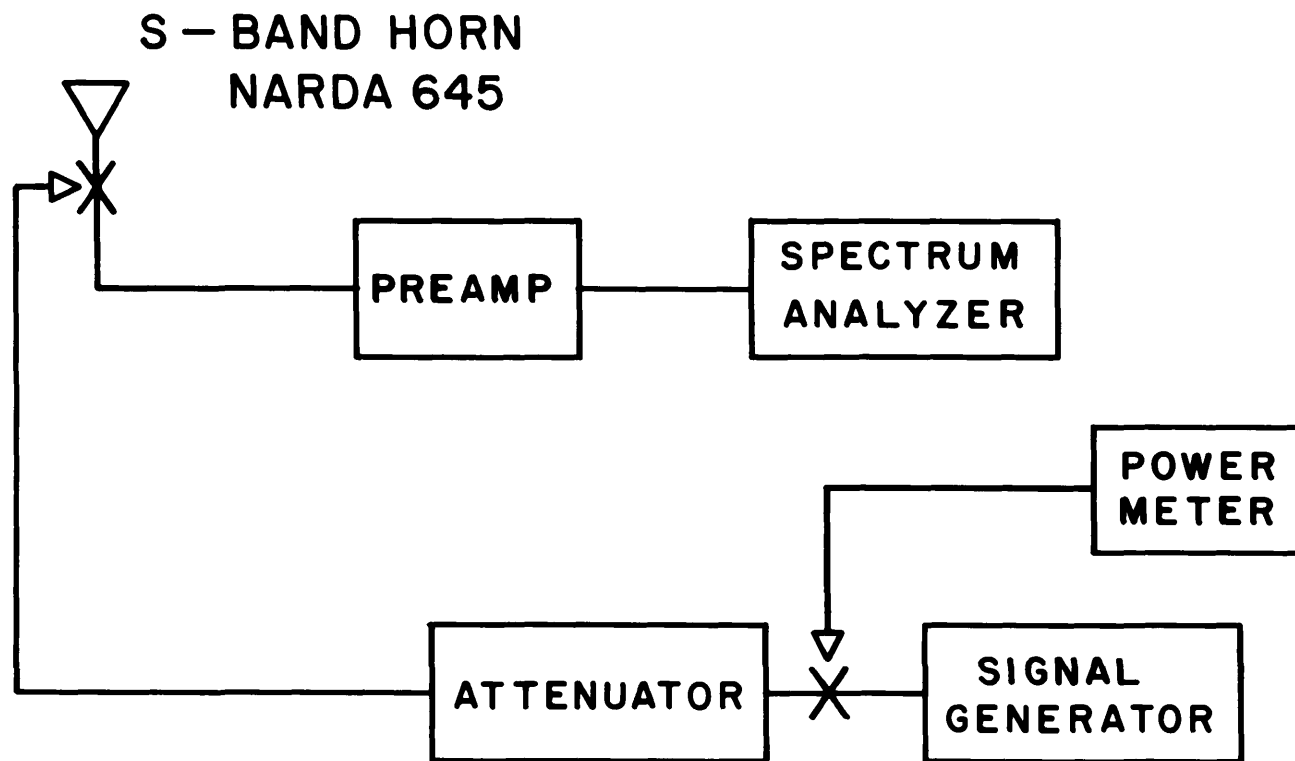 S – BAND HORN
NARDA 645
PREAMP
SPECTRUM
ANALYZER
POWER
METER
ATTENUATOR
SIGNAL
GENERATOR